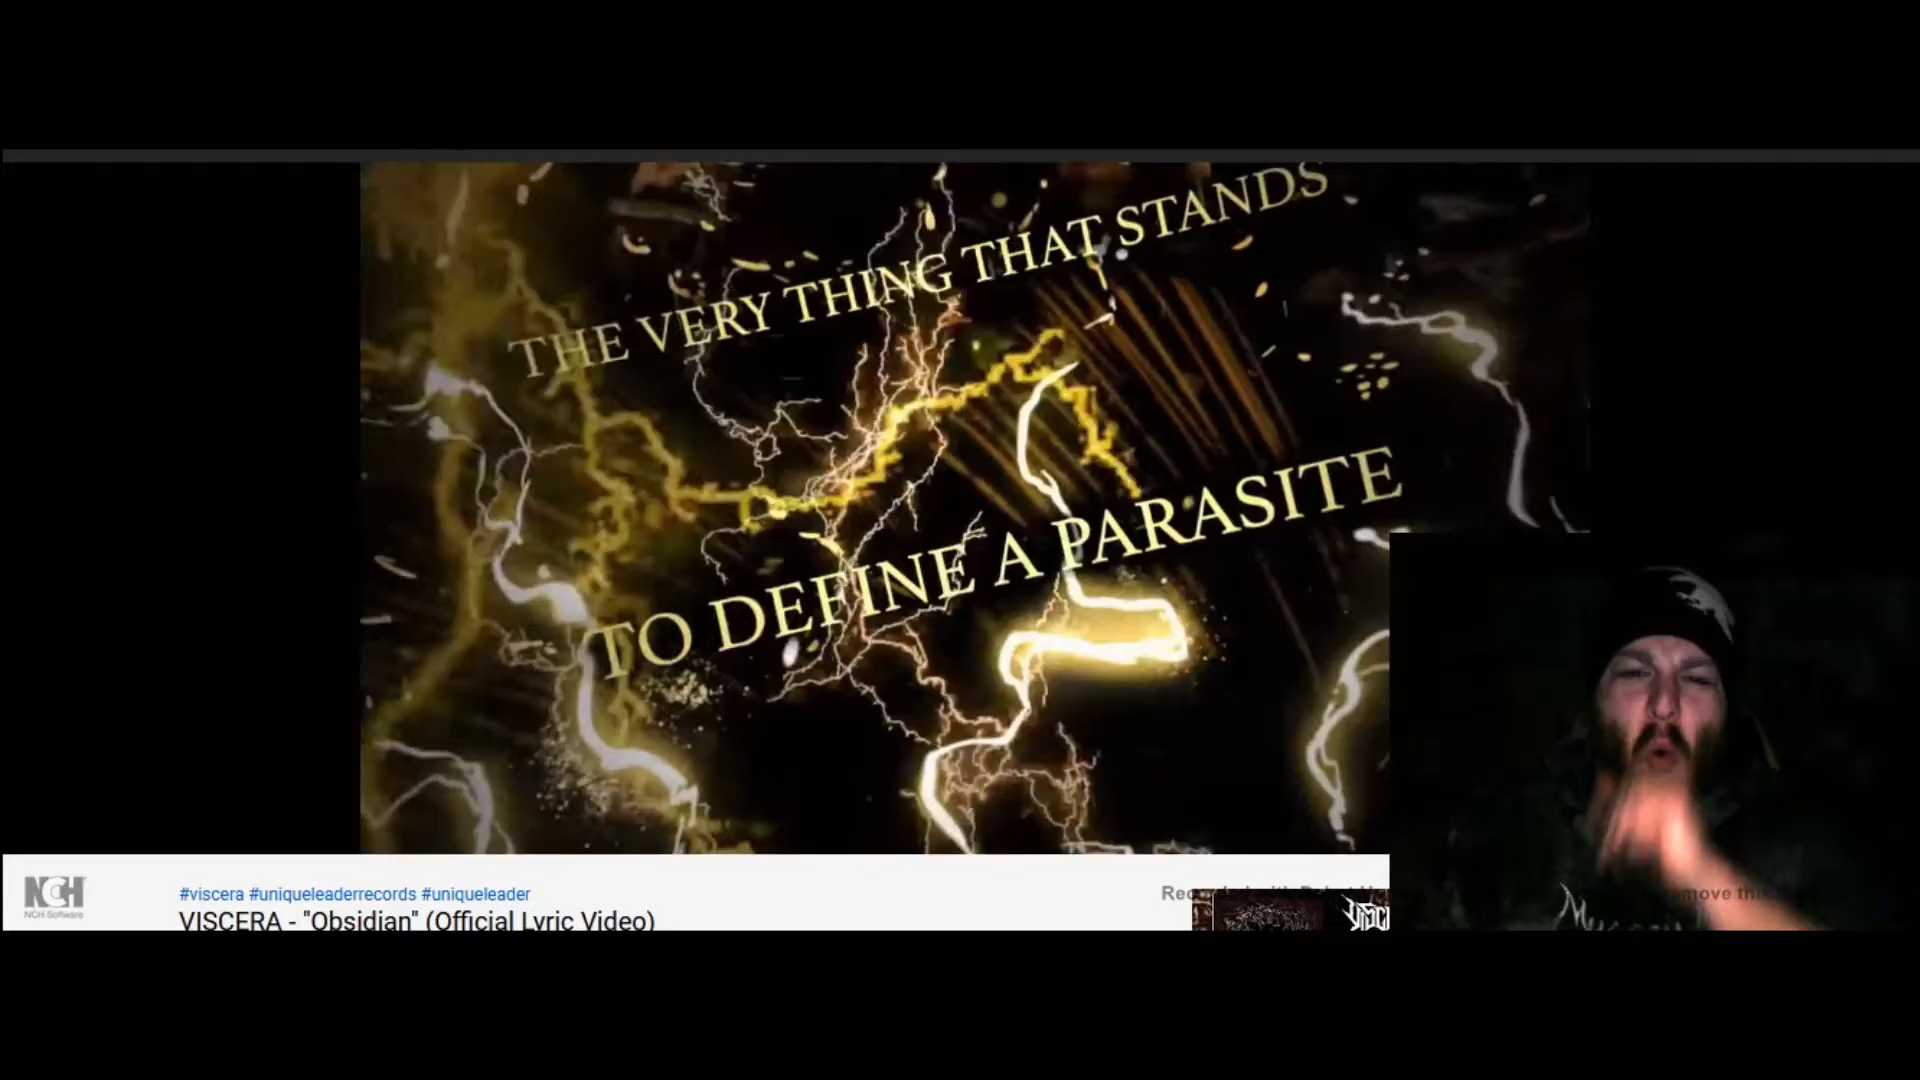 THE VERY THING THAT STANDS
TO DEFINE A PARASITE
NCH
NCH Software
#viscera #uniqueleaderrecords #uniqueleader
VISCERA - "Obsidian" (Official Lyric Video)